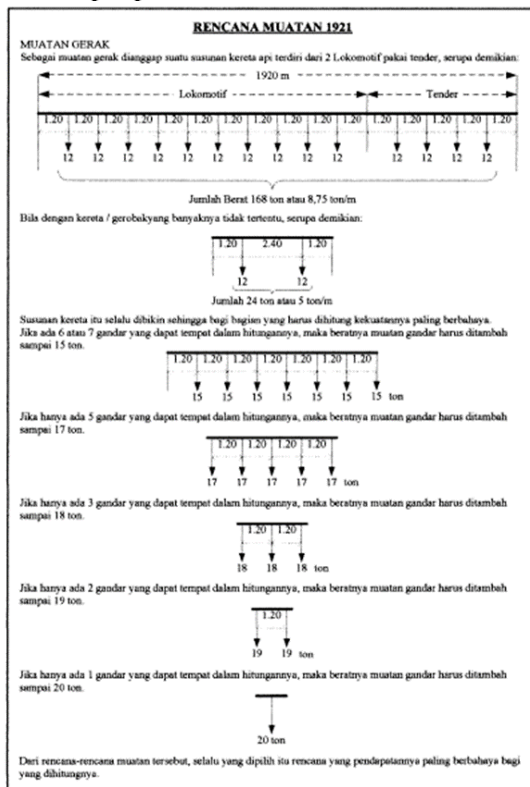 RENCANA MUATAN 1921
MUATAN GERAK
Sebagai muatan gerak dianggap suatu susunan kereta api terdiri dari 2 Lokomotif pakai tender, serupa demikian:
1920 m
Lokomotif Tender
1.20 1.20 1.20 1.20 1.20 1.20 1.20 1.20 1.20 1.20 1.20 1.20 1.20 1.20 1.20 1.20
12 12 12 12 12 12 12 12 12 12 12 12 12 12
Jumlah Berat 168 ton atau 8,75 ton/m
Bila dengan kereta / gerobakyang banyaknya tidak tertentu, serupa demikian:
1.20 2.40 1.20
12 12
Jumlah 24 ton atau 5 ton/m
Susunan kereta itu selalu dibikin sehingga bagi bagian yang harus dihitung kekuatannya paling berbahaya.
Jika ada 6 atau 7 gandar yang dapat tempat dalam hitungannya, maka beratnya muatan gandar harus ditambah
sampai 15 ton.
1.20 1.20 1.20 1.20 1.20 1.20 1.20
15 15 15 15 15 15 15 ton
Jika hanya ada 5 gandar yang dapat tempat dalam hitungannya, maka beratnya muatan gandar harus ditambah
sampai 17 ton.
1.20 1.20 1.20 1.20
17 17 17 17 17 ton
Jika hanya ada 3 gandar yang dapat tempat dalam hitungannya, maka beratnya muatan gandar harus ditambah
sampai 18 ton.
1.20 1.20
18 18 18 ton
Jika hanya ada 2 gandar yang dapat tempat dalam hitungannya, maka beratnya muatan gandar harus ditambah
sampai 19 ton.
1.20
19 19 ton
Jika hanya ada 1 gandar yang dapat tempat dalam hitungannya, maka beratnya muatan gandar harus ditambah
sampai 20 ton.
20 ton
Dari rencana-rencana muatan tersebut, selalu yang dipilih itu rencana yang pendapatannya paling berbahaya bagi
yang dihitungnya.